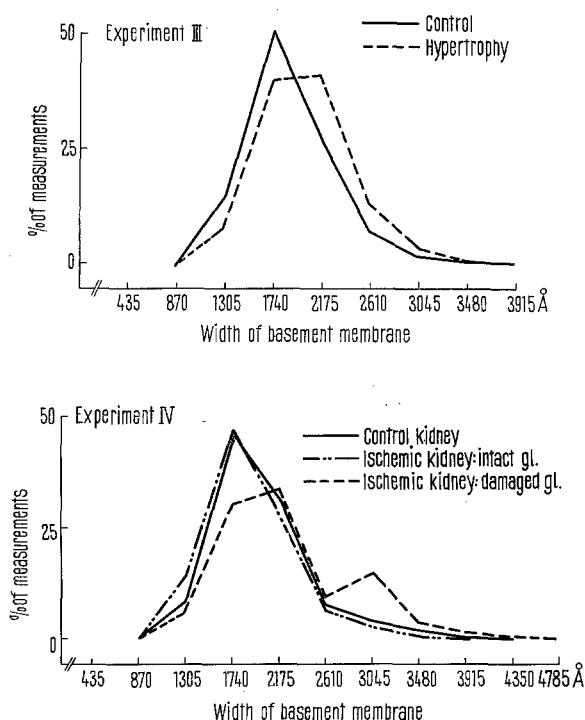 Experiment III
Control
Hypertrophy
50
25
0
% of measurements
435 870 1305 1740 2175 2610 3045 3480 3915 Å
Width of basement membrane
Experiment IV
Control kidney
Ischemic kidney: intact gl.
Ischemic kidney: damaged gl.
50
25
0
% of measurements
435 870 1305 1740 2175 2610 3045 3480 3915 4350 4785 Å
Width of basement membrane